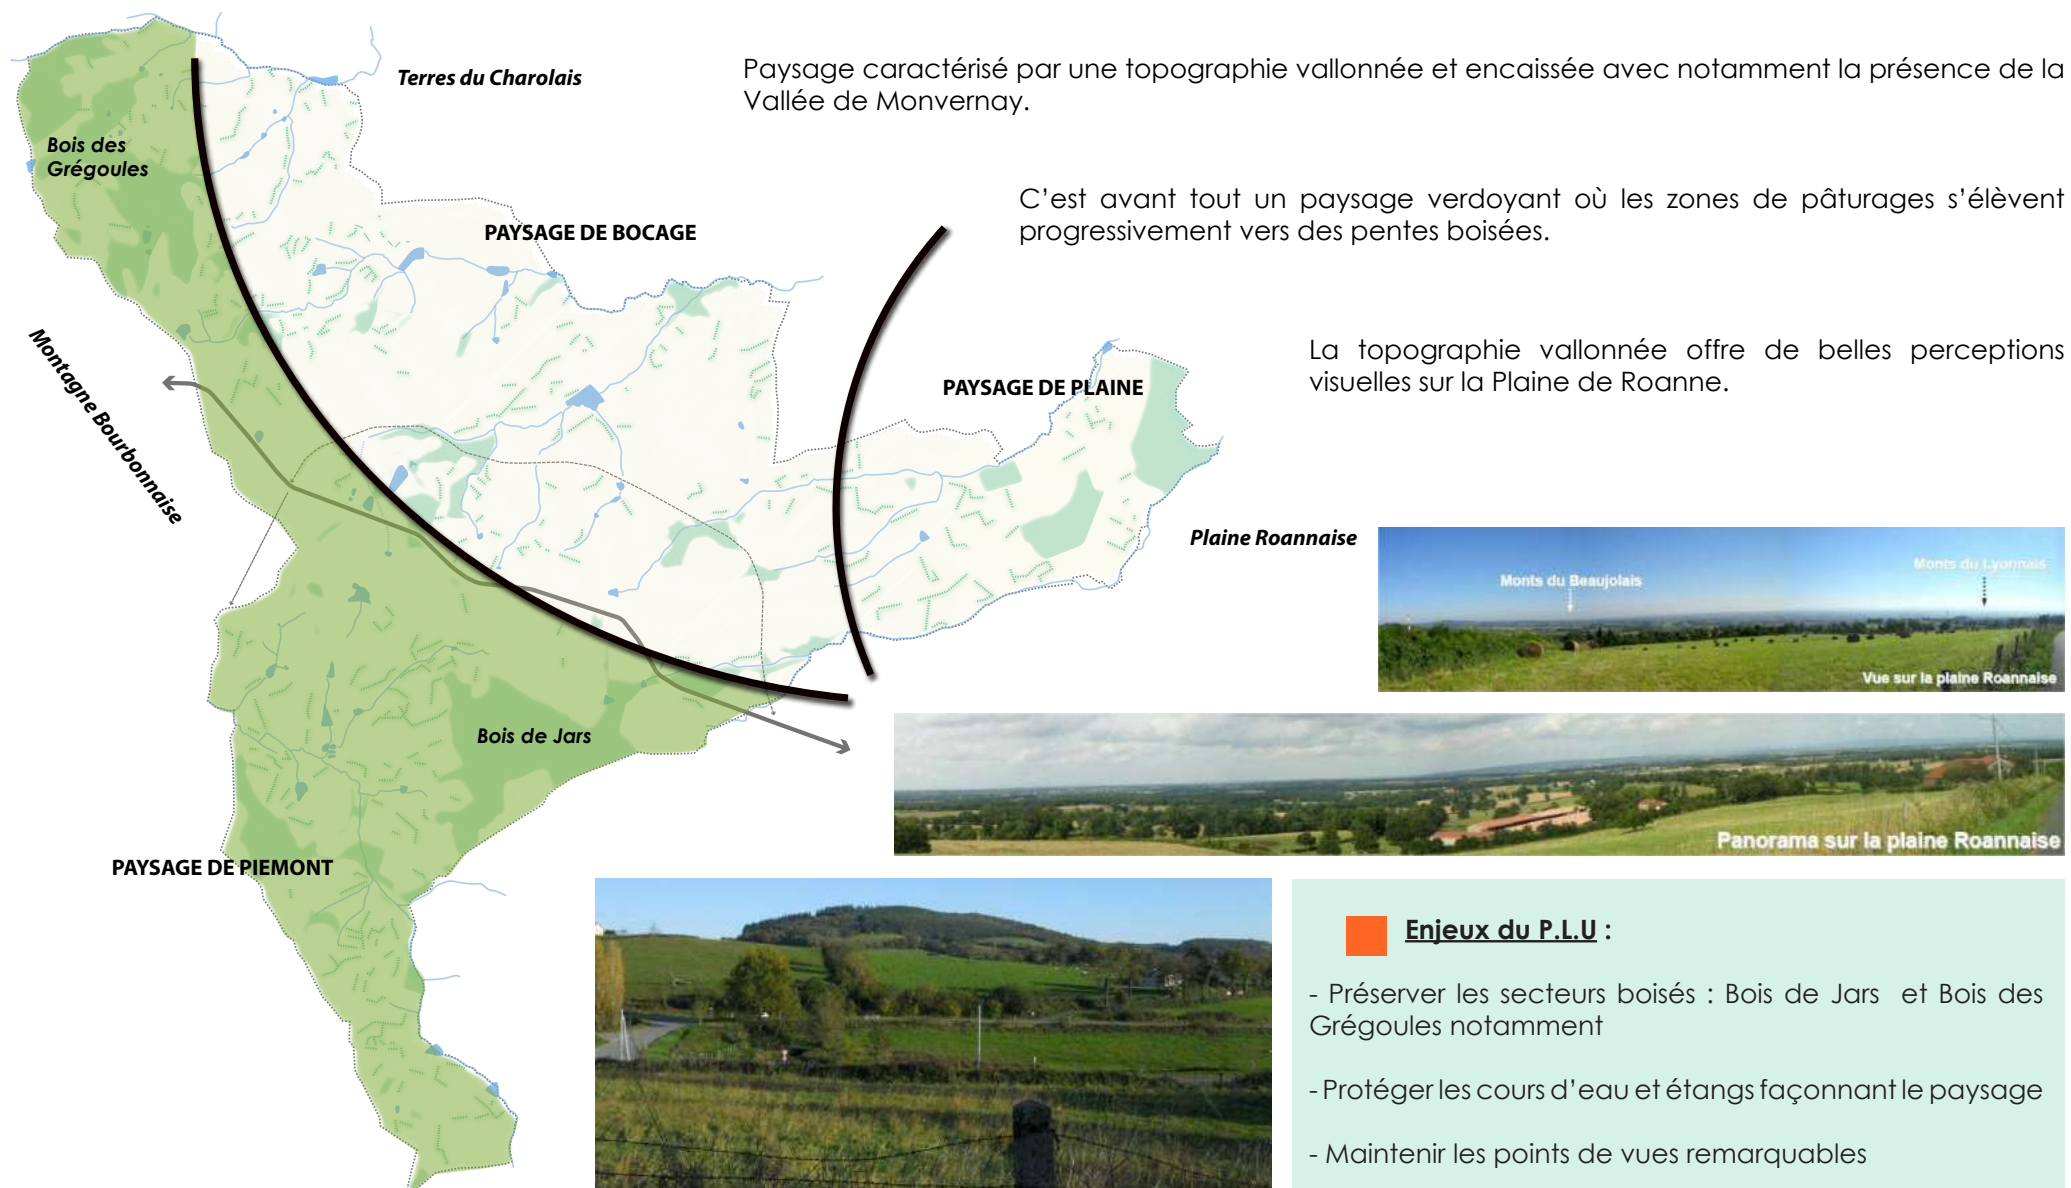 Terres du Charolais
Paysage caractérisé par une topographie vallonnée et encaissée avec notamment la présence de la
Vallée de Monvernay.
Bois des
Grégoules
C'est avant tout un paysage verdoyant où les zones de pâturages s'élèvent
progressivement vers des pentes boisées.
PAYSAGE DE BOCAGE
La topographie vallonnée offre de belles perceptions
visuelles sur la Plaine de Roanne.
Montagne Bourbonnaise
PAYSAGE DE PLAINE
Plaine Roannaise
Monts du Beaujolais
Monts du Lyonnais
Vue sur la plaine Roannaise
Bois de Jars
Panorama sur la plaine Roannaise
PAYSAGE DE PIEMONT
Enjeux du P.L.U :
- Préserver les secteurs boisés : Bois de Jars et Bois des
Grégoules notamment
- Protéger les cours d'eau et étangs façonnant le paysage
- Maintenir les points de vues remarquables